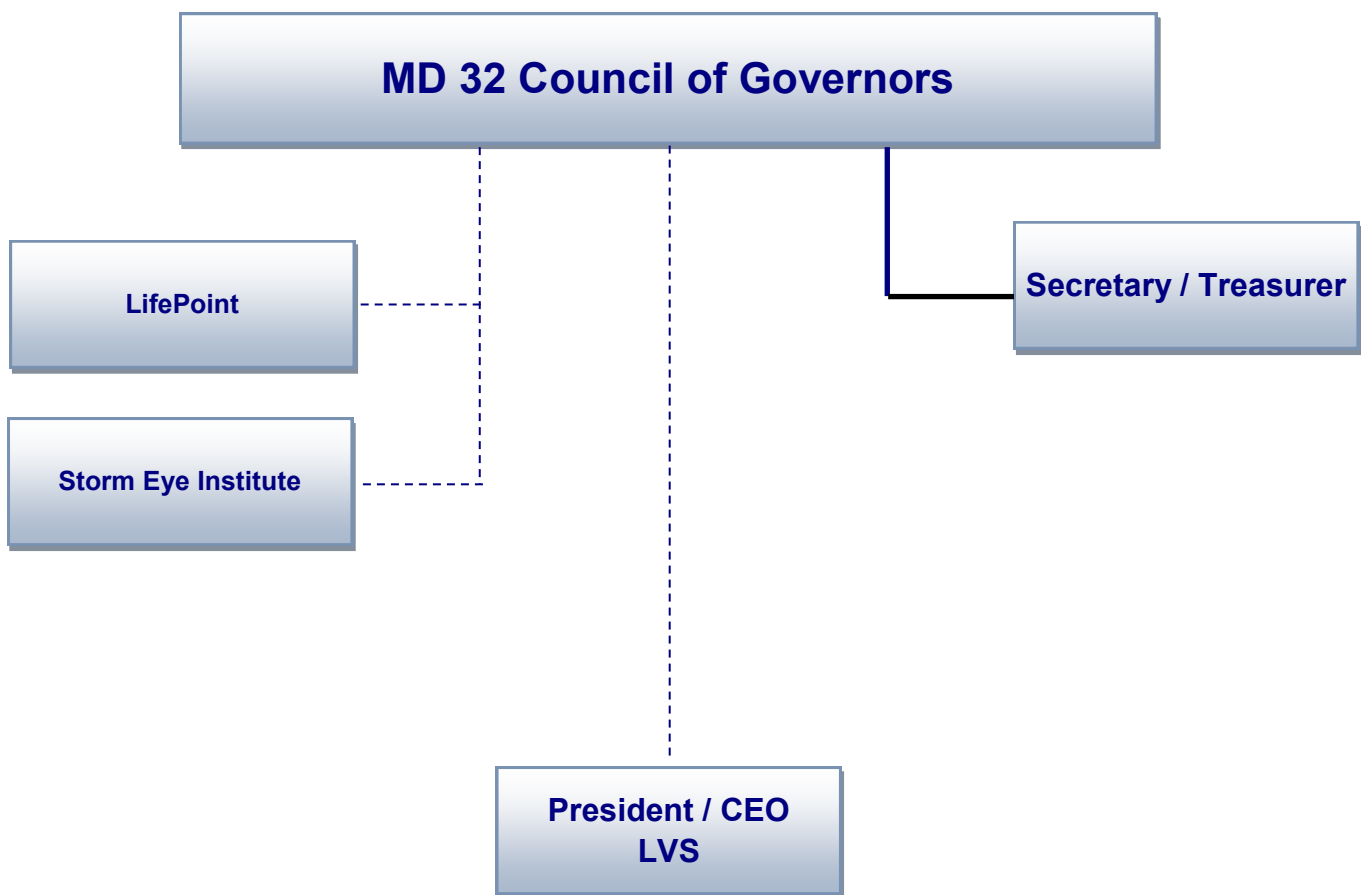 MD 32 Council of Governors
Secretary / Treasurer
LifePoint
Storm Eye Institute
President / CEO
LVS